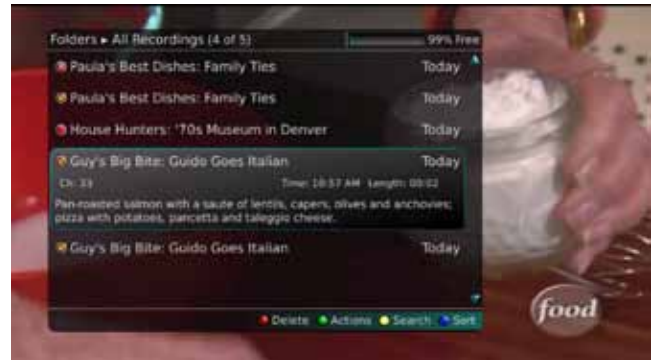 Folders ▸ All Recordings (4 of 5) 99% Free
Paula's Best Dishes: Family Ties Today
Paula's Best Dishes: Family Ties Today
House Hunters: '70s Museum in Denver Today
Guy's Big Bite: Guido Goes Italian Today
Ch: 33 Time: 10:57 AM Length: 00:02
Pan-roasted salmon with a saute of lentils, capers, olives and anchovies;
pizza with potatoes, pancetta and taleggio cheese.
Guy's Big Bite: Guido Goes Italian Today
Delete Actions Search Sort
food